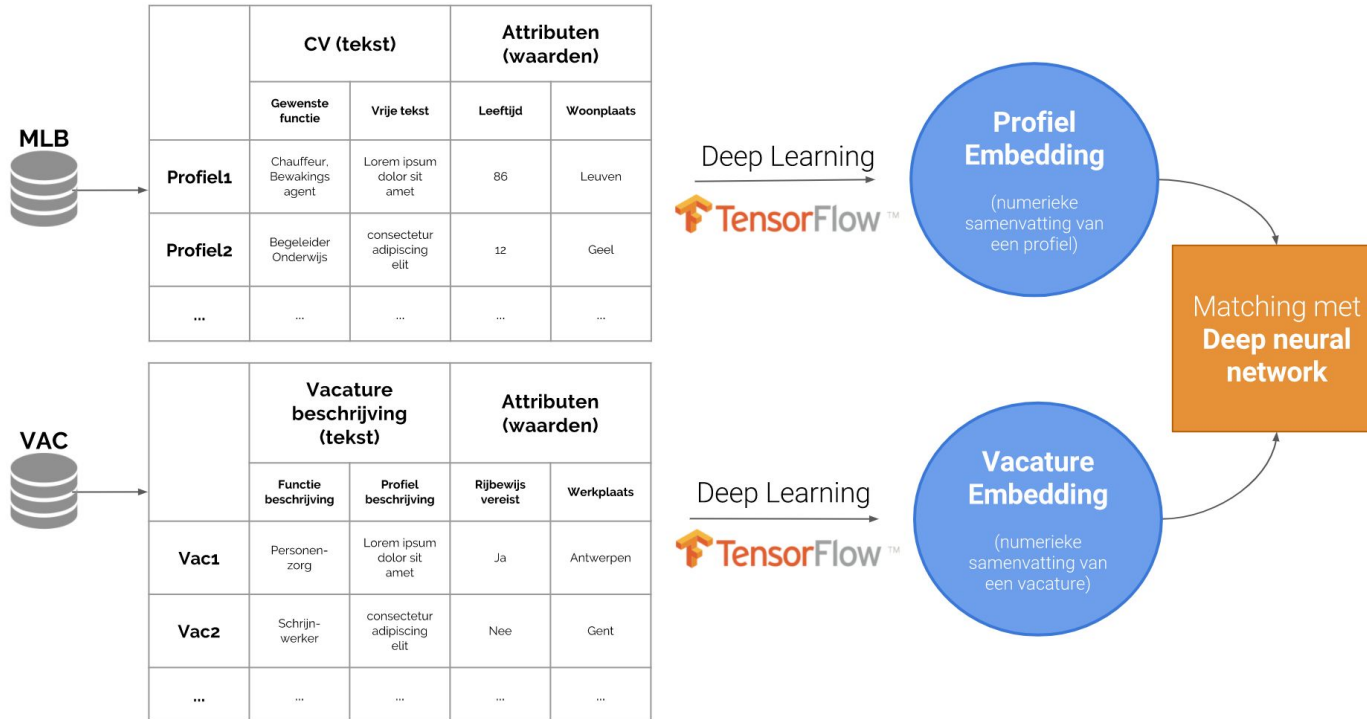 MLB
CV (tekst)
Attributen
(waarden)
Gewenste
functie
Vrije tekst
Leeftijd
Woonplaats
Profiel1
Chauffeur,
Bewakings
agent
Lorem ipsum
dolor sit
amet
86
Leuven
Profiel2
Begeleider
Onderwijs
consectetur
adipiscing
elit
12
Geel
...
...
...
...
...
Deep Learning
TensorFlow ™
Profiel
Embedding
(numerieke
samenvatting van
een profiel)
Matching met
Deep neural
network
VAC
Vacature
beschrijving
(tekst)
Attributen
(waarden)
Functie
beschrijving
Profiel
beschrijving
Rijbewijs
vereist
Werkplaats
Vac1
Personen-
zorg
Lorem ipsum
dolor sit
amet
Ja
Antwerpen
Vac2
Schrijn-
werker
consectetur
adipiscing
elit
Nee
Gent
...
...
...
...
...
Deep Learning
TensorFlow ™
Vacature
Embedding
(numerieke
samenvatting van
een vacature)